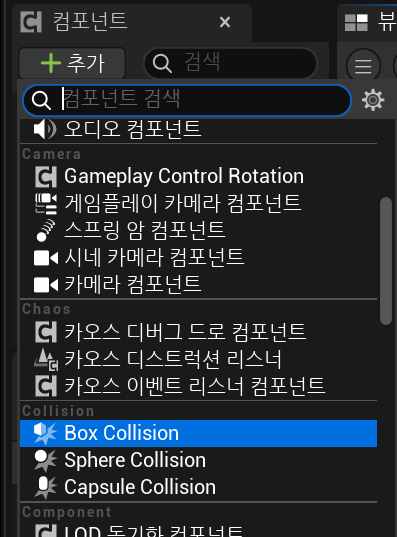 컴포넌트
뷰
추가
검색
컴포넌트 검색
오디오 컴포넌트
Camera
Gameplay Control Rotation
게임플레이 카메라 컴포넌트
스프링 암 컴포넌트
시네 카메라 컴포넌트
카메라 컴포넌트
Chaos
카오스 디버그 드로 컴포넌트
카오스 디스트럭션 리스너
카오스 이벤트 리스너 컴포넌트
Collision
Box Collision
Sphere Collision
Capsule Collision
Component
LOD 동기화 컴포넌트